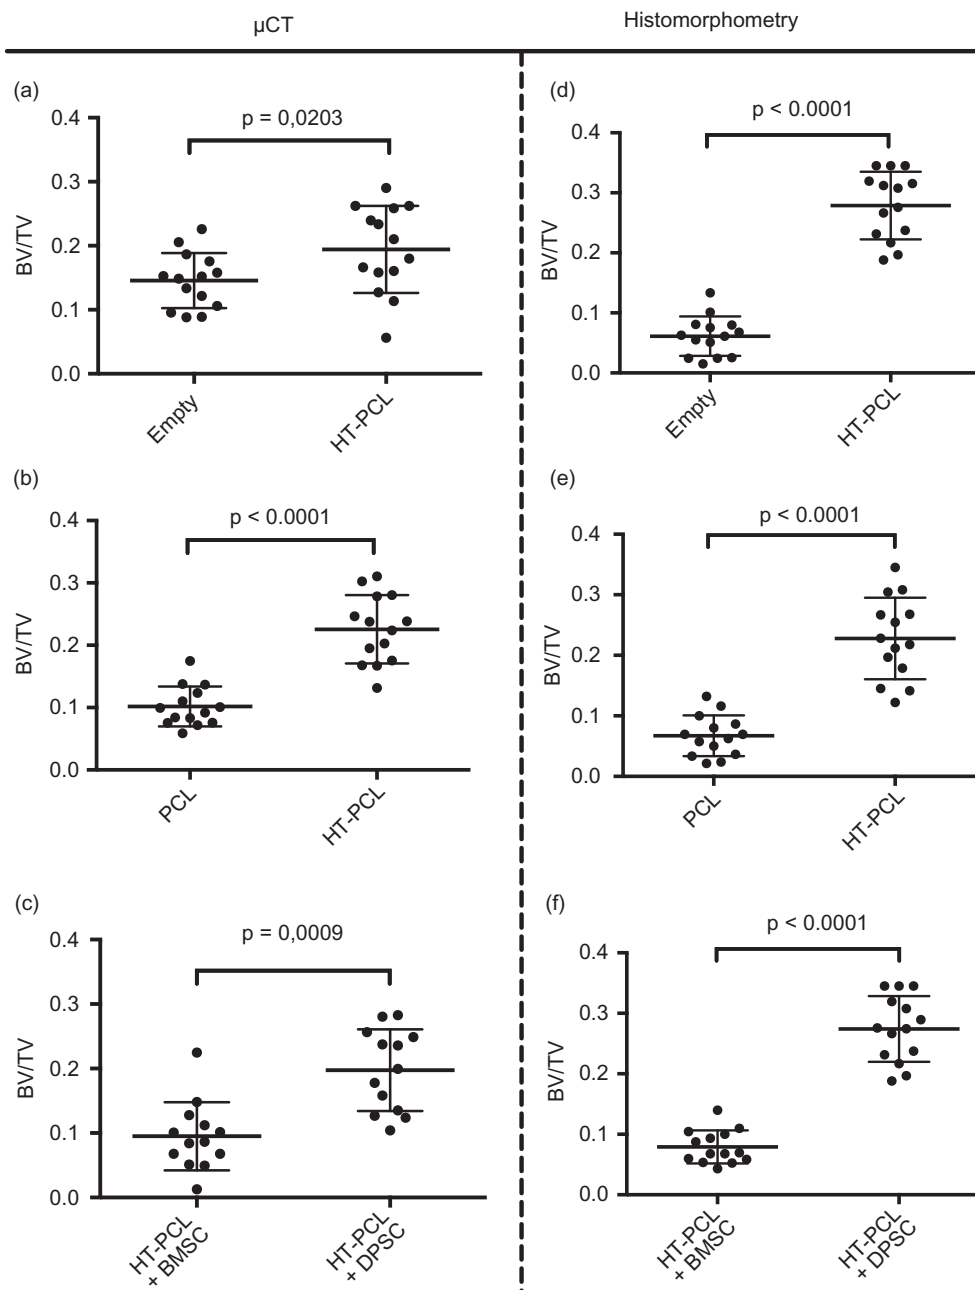 µCT
Histomorphometry
(a)
p = 0,0203
0.4
0.3
0.2
0.1
0.0
BV/TV
Empty
HT-PCL
(d)
p < 0.0001
0.4
0.3
0.2
0.1
0.0
BV/TV
Empty
HT-PCL
(b)
p < 0.0001
0.4
0.3
0.2
0.1
0.0
BV/TV
PCL
HT-PCL
(e)
p < 0.0001
0.4
0.3
0.2
0.1
0.0
BV/TV
PCL
HT-PCL
(c)
p = 0,0009
0.4
0.3
0.2
0.1
0.0
BV/TV
HT-PCL
+ BMSC
HT-PCL
+ DPSC
(f)
p < 0.0001
0.4
0.3
0.2
0.1
0.0
BV/TV
HT-PCL
+ BMSC
HT-PCL
+ DPSC